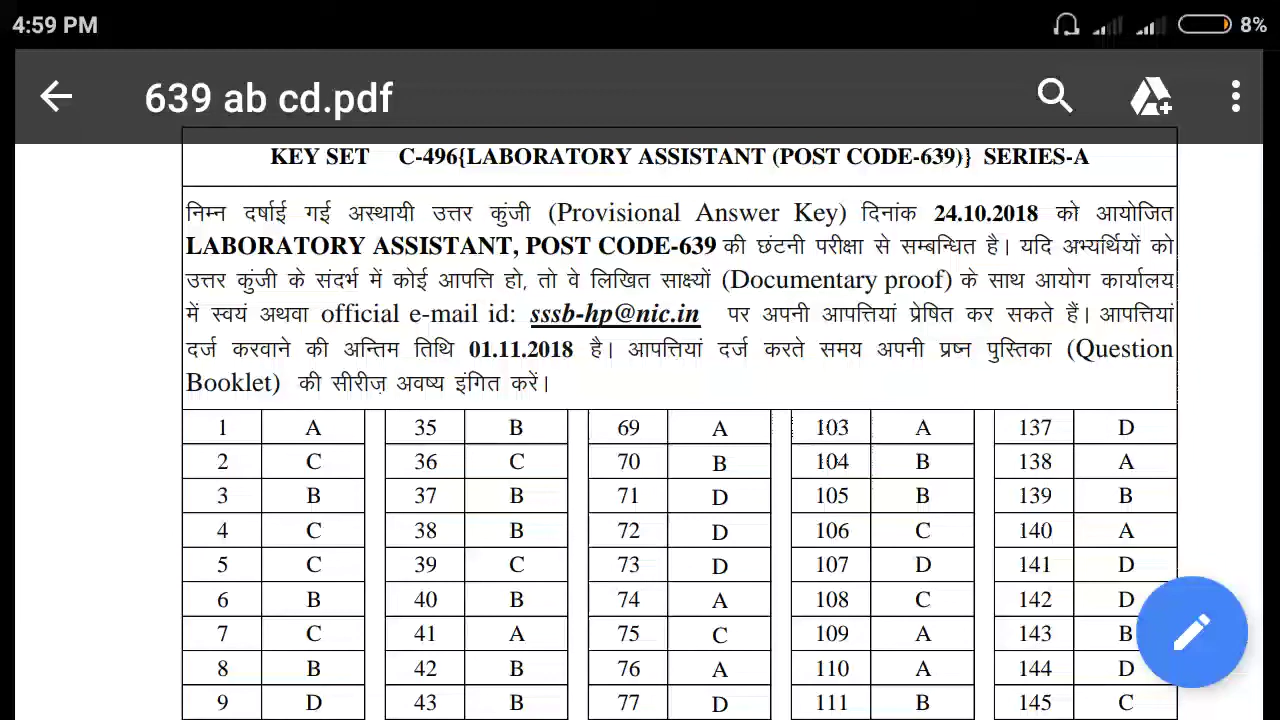 4:59 PM 8%
639 ab cd.pdf
KEY SET C-496{LABORATORY ASSISTANT (POST CODE-639)} SERIES-A
निम्न दर्षाई गई अस्थायी उत्तर कुंजी (Provisional Answer Key) दिनांक 24.10.2018 को आयोजित
LABORATORY ASSISTANT, POST CODE-639 की छंटनी परीक्षा से सम्बन्धित है। यदि अभ्यर्थियों को
उत्तर कुंजी के संदर्भ में कोई आपत्ति हो, तो वे लिखित साक्ष्यों (Documentary proof) के साथ आयोग कार्यालय
में स्वयं अथवा official e-mail id: sssb-hp@nic.in पर अपनी आपत्तियां प्रेषित कर सकते हैं। आपत्तियां
दर्ज करवाने की अन्तिम तिथि 01.11.2018 है। आपत्तियां दर्ज करते समय अपनी प्रश्न पुस्तिका (Question
Booklet) की सीरीज़ अवष्य इंगित करें।
1 A 35 B 69 A 103 A 137 D
2 C 36 C 70 B 104 B 138 A
3 B 37 B 71 D 105 B 139 B
4 C 38 B 72 D 106 C 140 A
5 C 39 C 73 D 107 D 141 D
6 B 40 B 74 A 108 C 142 D
7 C 41 A 75 C 109 A 143 B
8 B 42 B 76 A 110 A 144 D
9 D 43 B 77 D 111 B 145 C